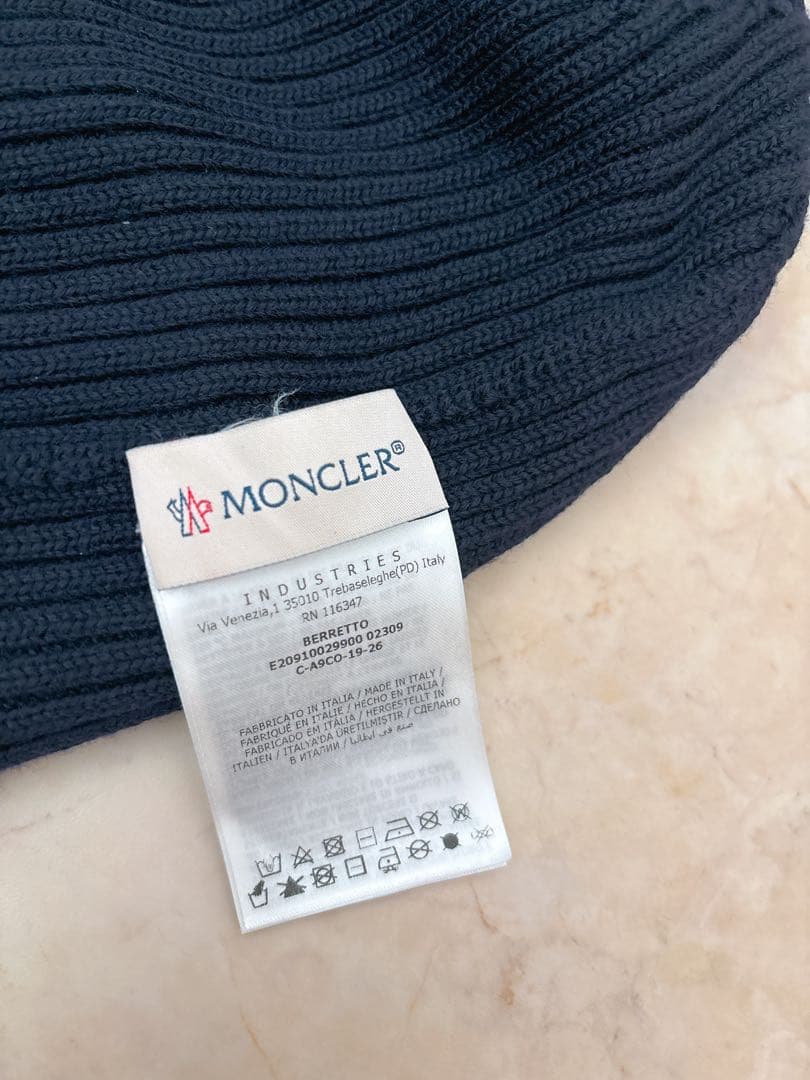 MONCLER®
INDUSTRIES
Via Venezia,1 35010 Trebaseleghe(PD) Italy
RN 116347
BERRETTO
E20910029900 02309
C-A9CO-19-26
FABBRICATO IN ITALIA / MADE IN ITALY /
FABRIQUÉ EN ITALIE / HECHO EN ITALIA /
FABRICADO EM ITÁLIA / HERGESTELLT IN
ITALIEN / ITALYA'DA ÜRETILMIŞTIR / СДЕЛАНО
В ИТАЛИИ / صنع في ايطاليا